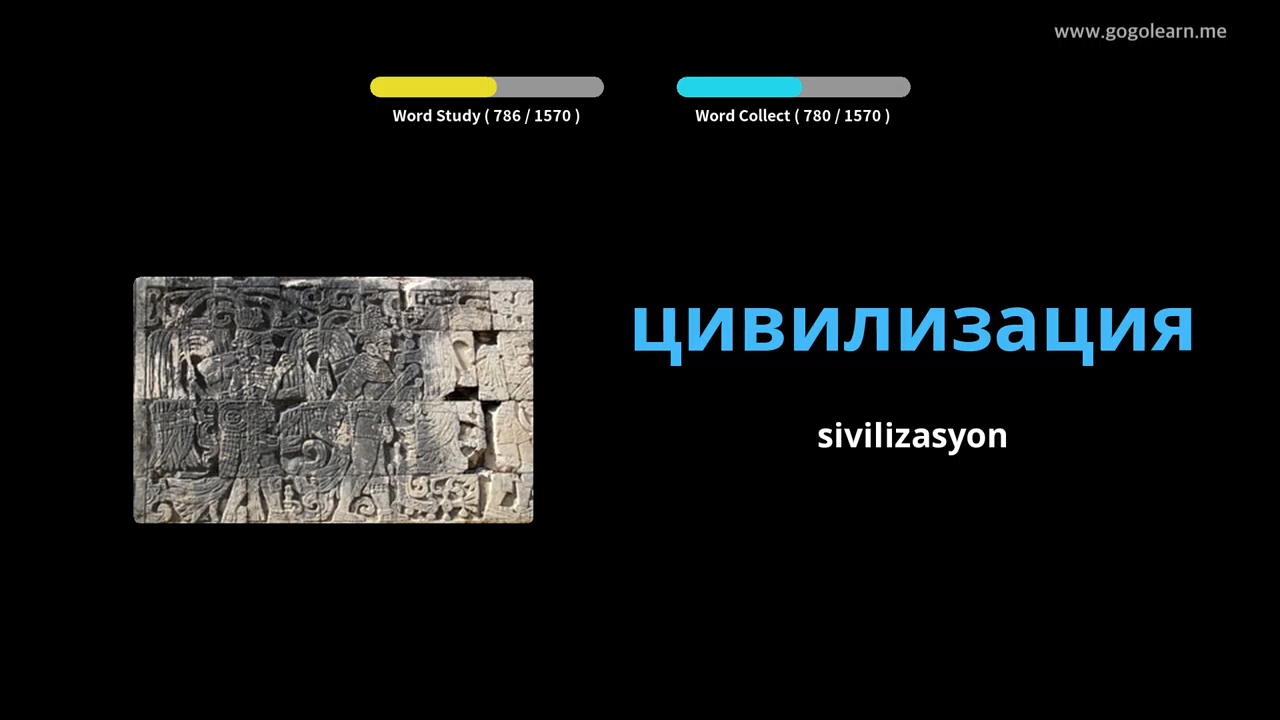 www.gogolearn.me
Word Study ( 786 / 1570 )
Word Collect ( 780 / 1570 )
цивилизация
sivilizasyon